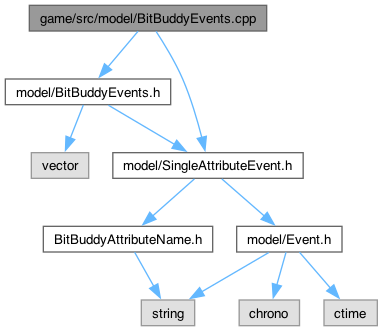 game/src/model/BitBuddyEvents.cpp
model/BitBuddyEvents.h
vector
model/SingleAttributeEvent.h
BitBuddyAttributeName.h
model/Event.h
string
chrono
ctime